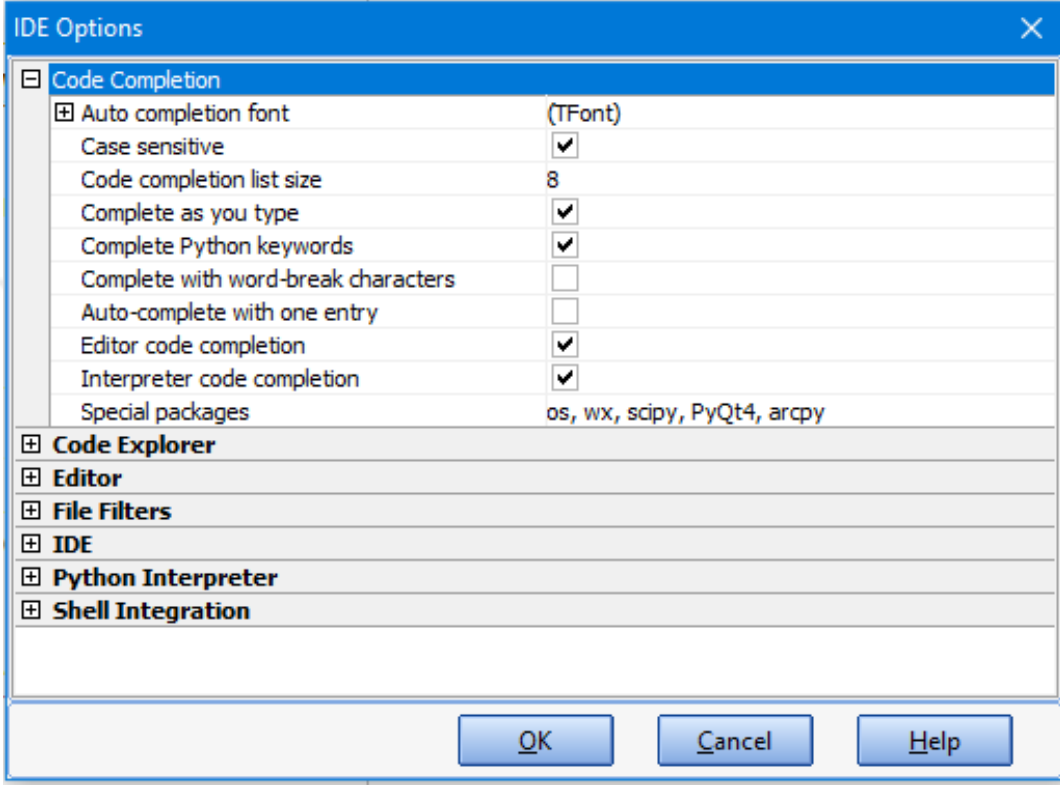 IDE Options
Code Completion
Auto completion font (TFont)
Case sensitive
Code completion list size 8
Complete as you type
Complete Python keywords
Complete with word-break characters
Auto-complete with one entry
Editor code completion
Interpreter code completion
Special packages os, wx, scipy, PyQt4, arcpy
Code Explorer
Editor
File Filters
IDE
Python Interpreter
Shell Integration
OK Cancel Help